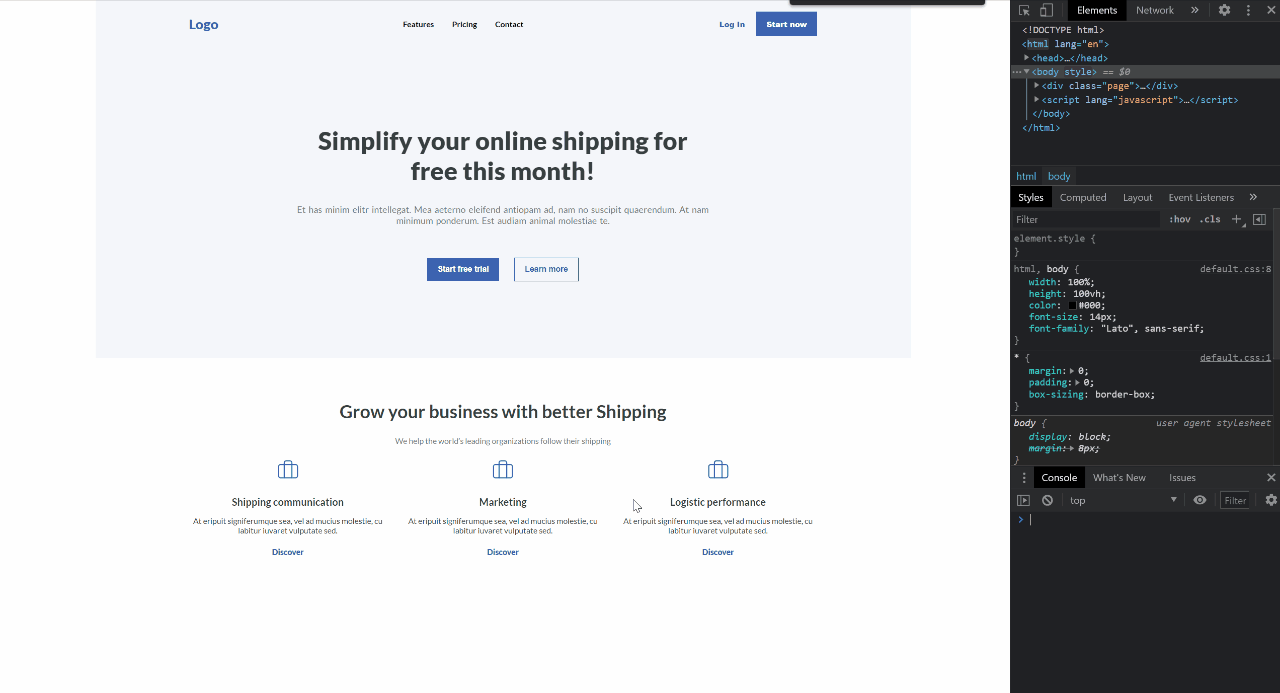 Logo
Features Pricing Contact
Log In Start now
Simplify your online shipping for
free this month!
Et has minim elitr intellegat. Mea aeterno eleifend antiopam ad, nam no suscipit quaerendum. At nam
minimum ponderum. Est audiam animal molestiae te.
Start free trial Learn more
Grow your business with better Shipping
We help the world's leading organizations follow their shipping
Shipping communication
At eripuit signiferumque sea, vel ad mucius molestie, cu
labitur iuvaret vulputate sed.
Discover
Marketing
At eripuit signiferumque sea, vel ad mucius molestie, cu
labitur iuvaret vulputate sed.
Discover
Logistic performance
At eripuit signiferumque sea, vel ad mucius molestie, cu
labitur iuvaret vulputate sed.
Discover
Elements Network »
<!DOCTYPE html>
<html lang="en">
<head>…</head>
<body style> == $0
<div class="page">…</div>
<script lang="javascript">…</script>
</body>
</html>
html body
Styles Computed Layout Event Listeners »
Filter :hov .cls +
element.style {
}
html, body { default.css:8
width: 100%;
height: 100vh;
color: #000;
font-size: 14px;
font-family: "Lato", sans-serif;
}
* { default.css:1
margin: 0;
padding: 0;
box-sizing: border-box;
}
body { user agent stylesheet
display: block;
margin: 8px;
}
Console What's New Issues
top Filter